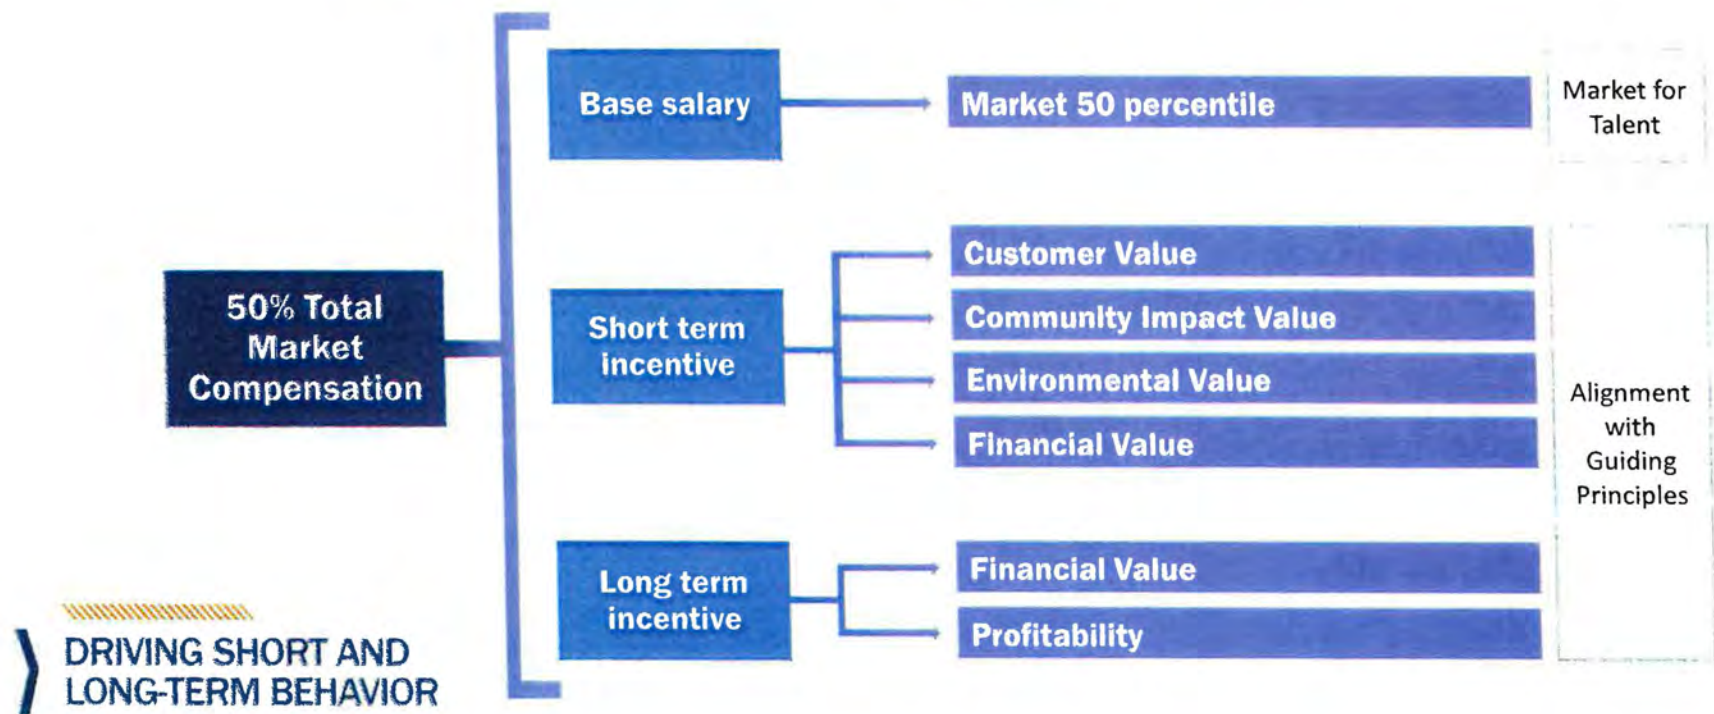 Base salary
Market 50 percentile
Market for
Talent
50% Total
Market
Compensation
Short term
incentive
Customer Value
Community Impact Value
Environmental Value
Financial Value
Alignment
with
Guiding
Principles
Long term
incentive
Financial Value
Profitability
DRIVING SHORT AND
LONG-TERM BEHAVIOR